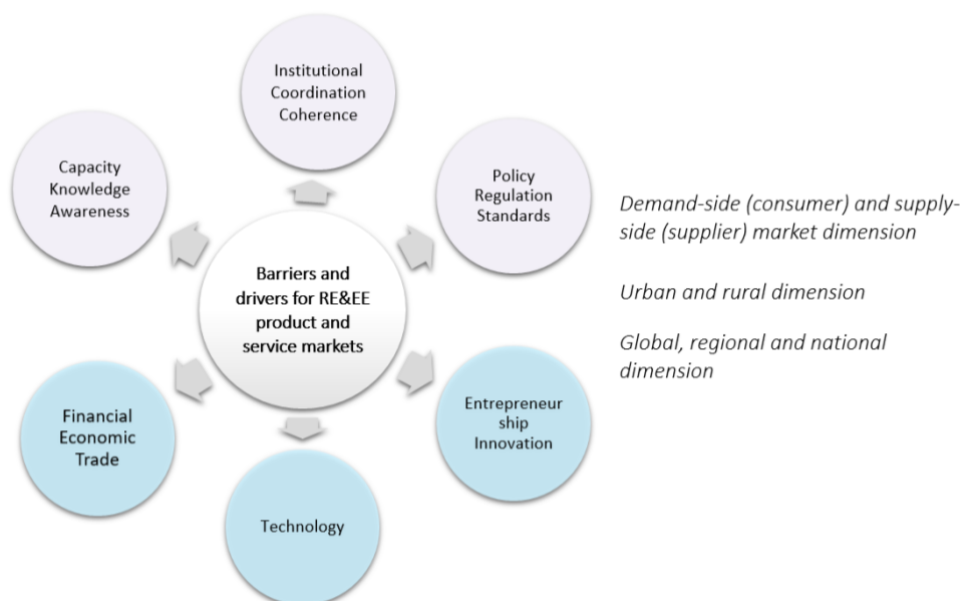 Institutional
Coordination
Coherence
Capacity
Knowledge
Awareness
Policy
Regulation
Standards
Barriers and
drivers for RE&EE
product and
service markets
Financial
Economic
Trade
Entrepreneur
ship
Innovation
Technology
Demand-side (consumer) and supply-
side (supplier) market dimension
Urban and rural dimension
Global, regional and national
dimension